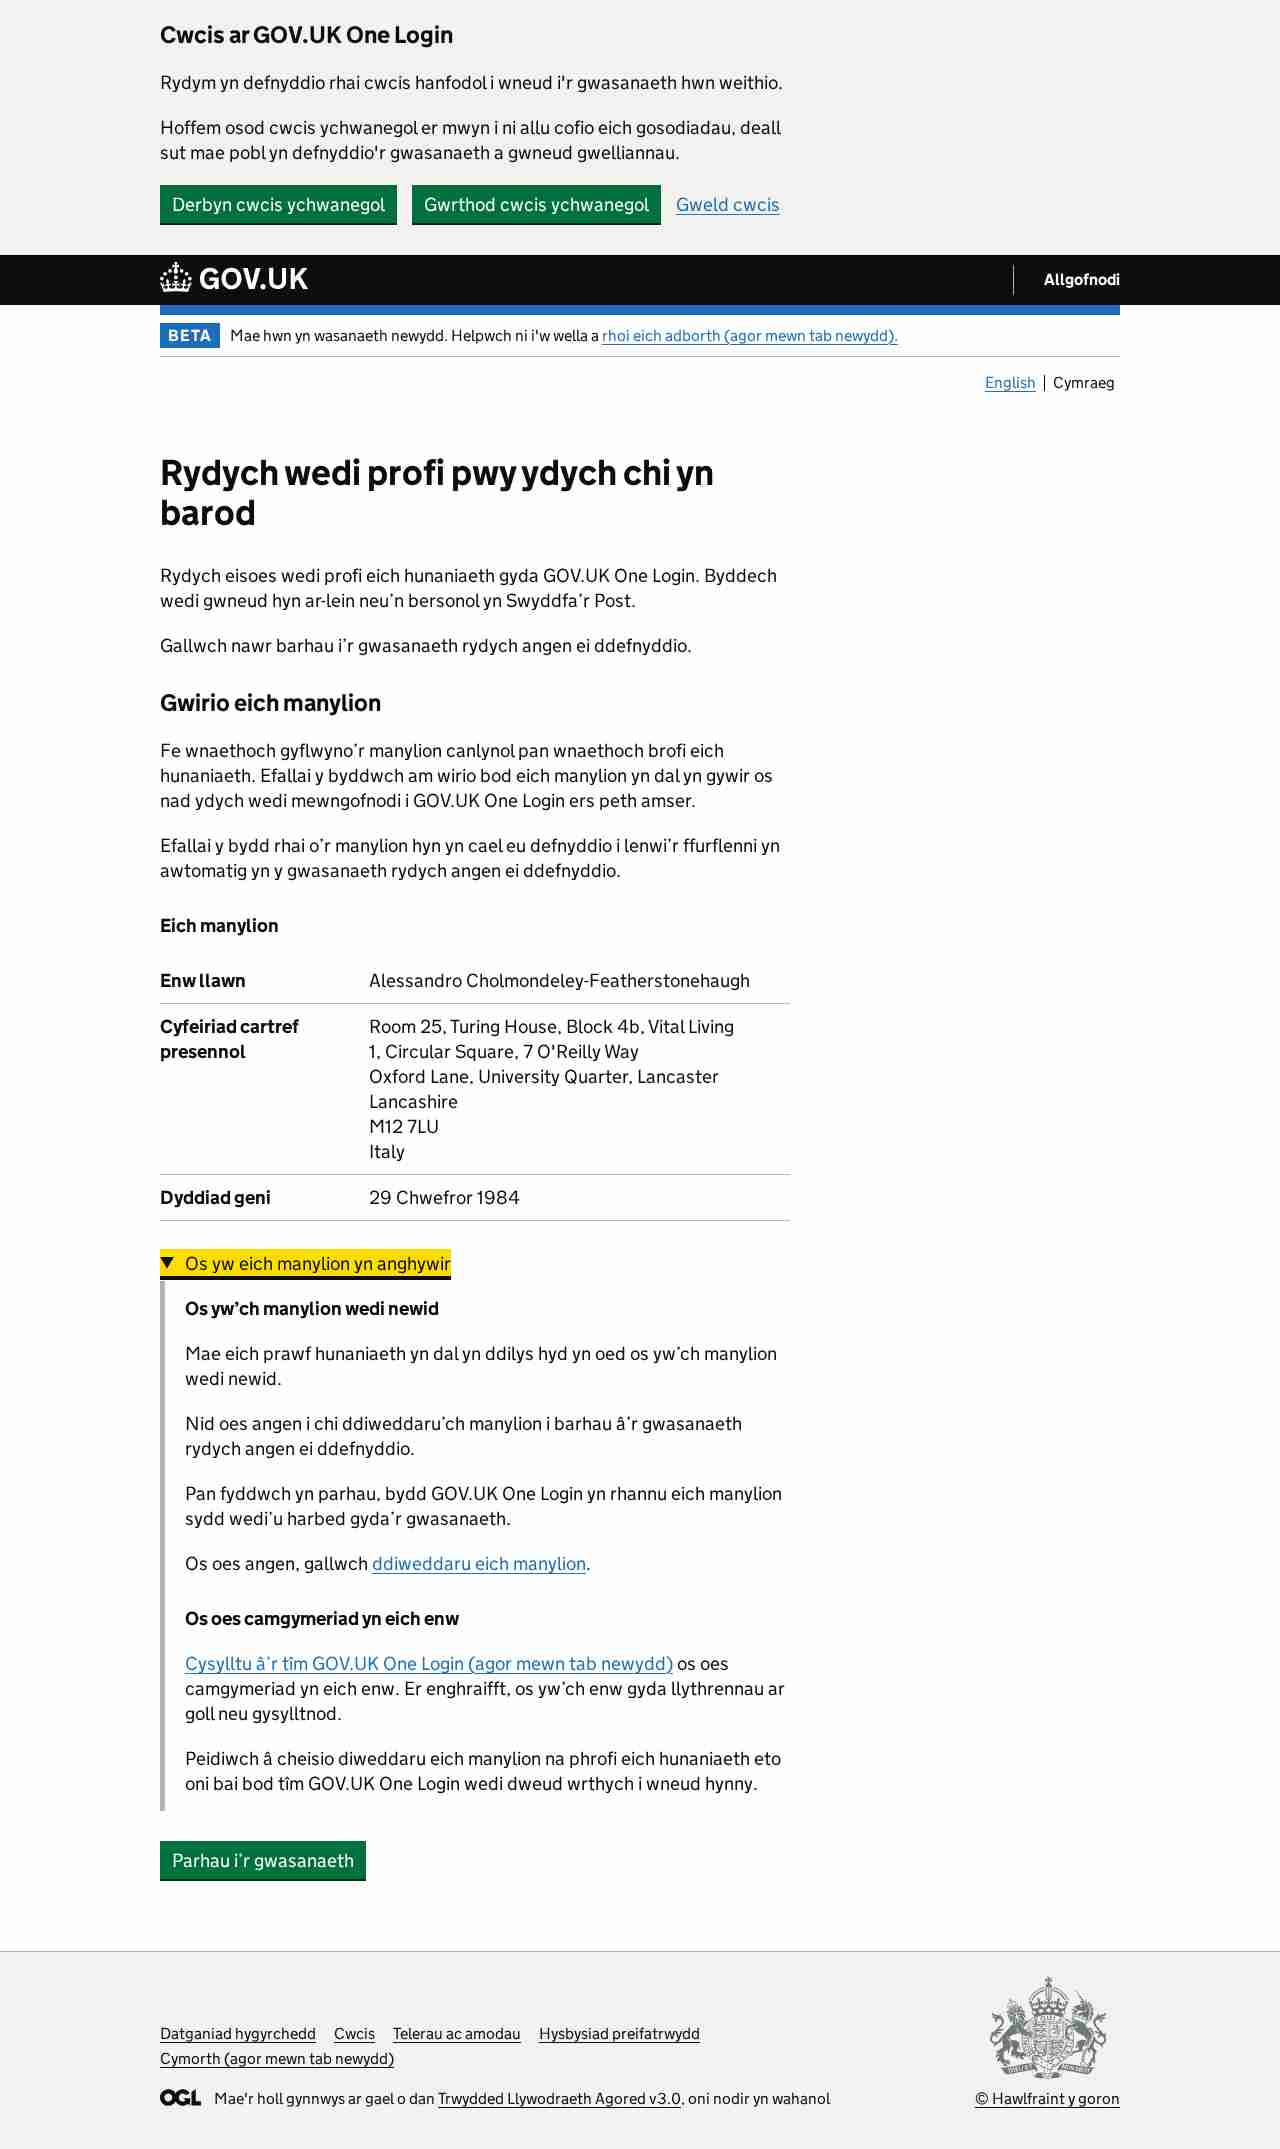 Cwcis ar GOV.UK One Login
Rydym yn defnyddio rhai cwcis hanfodol i wneud i'r gwasanaeth hwn weithio.
Hoffem osod cwcis ychwanegol er mwyn i ni allu cofio eich gosodiadau, deall
sut mae pobl yn defnyddio'r gwasanaeth a gwneud gwelliannau.
Derbyn cwcis ychwanegol Gwrthod cwcis ychwanegol Gweld cwcis
GOV.UK Allgofnodi
BETA Mae hwn yn wasanaeth newydd. Helpwch ni i'w wella a rhoi eich adborth (agor mewn tab newydd).
English | Cymraeg
Rydych wedi profi pwy ydych chi yn
barod
Rydych eisoes wedi profi eich hunaniaeth gyda GOV.UK One Login. Byddech
wedi gwneud hyn ar-lein neu’n bersonol yn Swyddfa’r Post.
Gallwch nawr barhau i’r gwasanaeth rydych angen ei ddefnyddio.
Gwirio eich manylion
Fe wnaethoch gyflwyno’r manylion canlynol pan wnaethoch brofi eich
hunaniaeth. Efallai y byddwch am wirio bod eich manylion yn dal yn gywir os
nad ydych wedi mewngofnodi i GOV.UK One Login ers peth amser.
Efallai y bydd rhai o’r manylion hyn yn cael eu defnyddio i lenwi’r ffurflenni yn
awtomatig yn y gwasanaeth rydych angen ei ddefnyddio.
Eich manylion
Enw llawn Alessandro Cholmondeley-Featherstonehaugh
Cyfeiriad cartref Room 25, Turing House, Block 4b, Vital Living
presennol 1, Circular Square, 7 O'Reilly Way
Oxford Lane, University Quarter, Lancaster
Lancashire
M12 7LU
Italy
Dyddiad geni 29 Chwefror 1984
Os yw eich manylion yn anghywir
Os yw’ch manylion wedi newid
Mae eich prawf hunaniaeth yn dal yn ddilys hyd yn oed os yw’ch manylion
wedi newid.
Nid oes angen i chi ddiweddaru’ch manylion i barhau â’r gwasanaeth
rydych angen ei ddefnyddio.
Pan fyddwch yn parhau, bydd GOV.UK One Login yn rhannu eich manylion
sydd wedi’u harbed gyda’r gwasanaeth.
Os oes angen, gallwch ddiweddaru eich manylion.
Os oes camgymeriad yn eich enw
Cysylltu â’r tîm GOV.UK One Login (agor mewn tab newydd) os oes
camgymeriad yn eich enw. Er enghraifft, os yw’ch enw gyda llythrennau ar
goll neu gysylltnod.
Peidiwch â cheisio diweddaru eich manylion na phrofi eich hunaniaeth eto
oni bai bod tîm GOV.UK One Login wedi dweud wrthych i wneud hynny.
Parhau i’r gwasanaeth
Datganiad hygyrchedd Cwcis Telerau ac amodau Hysbysiad preifatrwydd
Cymorth (agor mewn tab newydd)
OGL Mae'r holl gynnwys ar gael o dan Trwydded Llywodraeth Agored v3.0, oni nodir yn wahanol
© Hawlfraint y goron